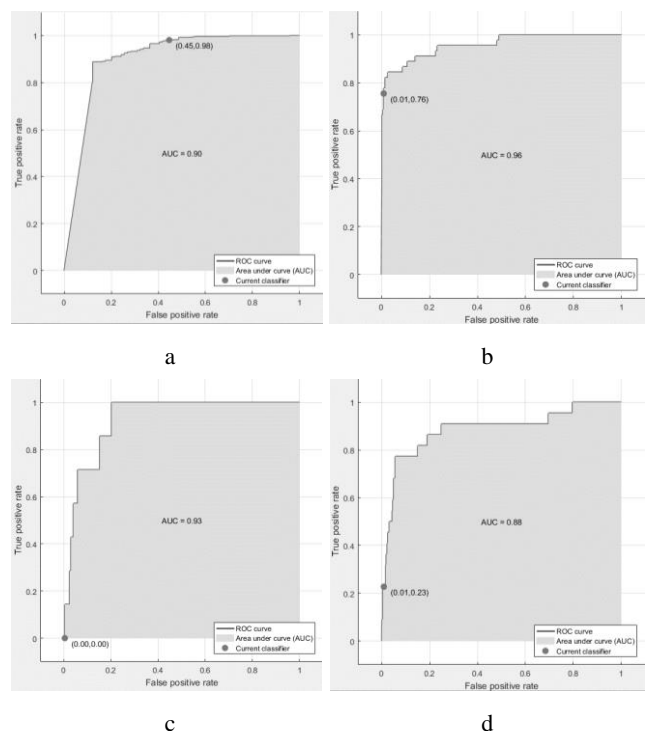 1
(0.45,0.98)
0.8
True positive rate
0.6
AUC = 0.90
0.4
0.2
ROC curve
Area under curve (AUC)
Current classifier
0
0 0.2 0.4 0.6 0.8 1
False positive rate
a
1
0.8
(0.01,0.76)
True positive rate
0.6
AUC = 0.96
0.4
0.2
ROC curve
Area under curve (AUC)
Current classifier
0
0 0.2 0.4 0.6 0.8 1
False positive rate
b
1
0.8
True positive rate
0.6
AUC = 0.93
0.4
0.2
ROC curve
Area under curve (AUC)
Current classifier
0
(0.00,0.00)
0 0.2 0.4 0.6 0.8 1
False positive rate
c
1
0.8
True positive rate
0.6
AUC = 0.88
0.4
0.2
(0.01,0.23)
ROC curve
Area under curve (AUC)
Current classifier
0
0 0.2 0.4 0.6 0.8 1
False positive rate
d